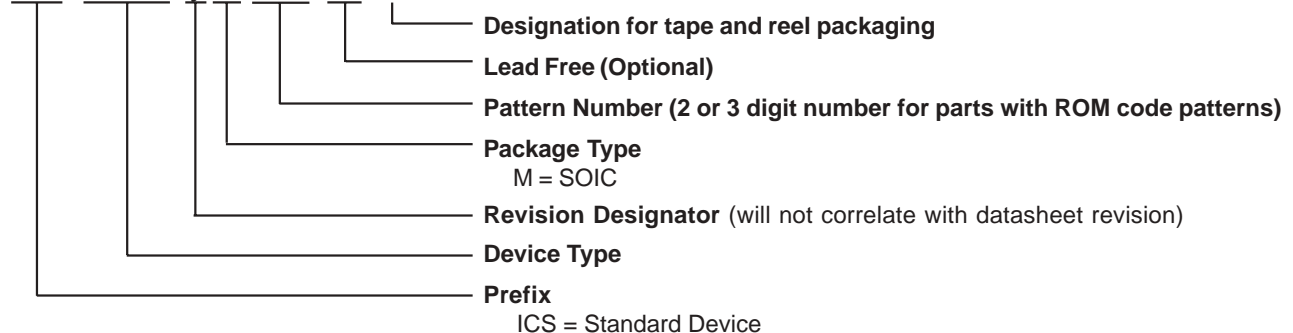 Designation for tape and reel packaging
Lead Free (Optional)
Pattern Number (2 or 3 digit number for parts with ROM code patterns)
Package Type
M = SOIC
Revision Designator (will not correlate with datasheet revision)
Device Type
Prefix
ICS = Standard Device